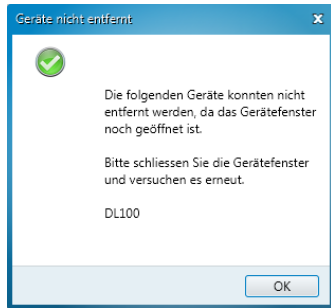 Geräte nicht entfernt
Die folgenden Geräte konnten nicht
entfernt werden, da das Gerätefenster
noch geöffnet ist.
Bitte schliessen Sie die Gerätefenster
und versuchen es erneut.
DL100
OK